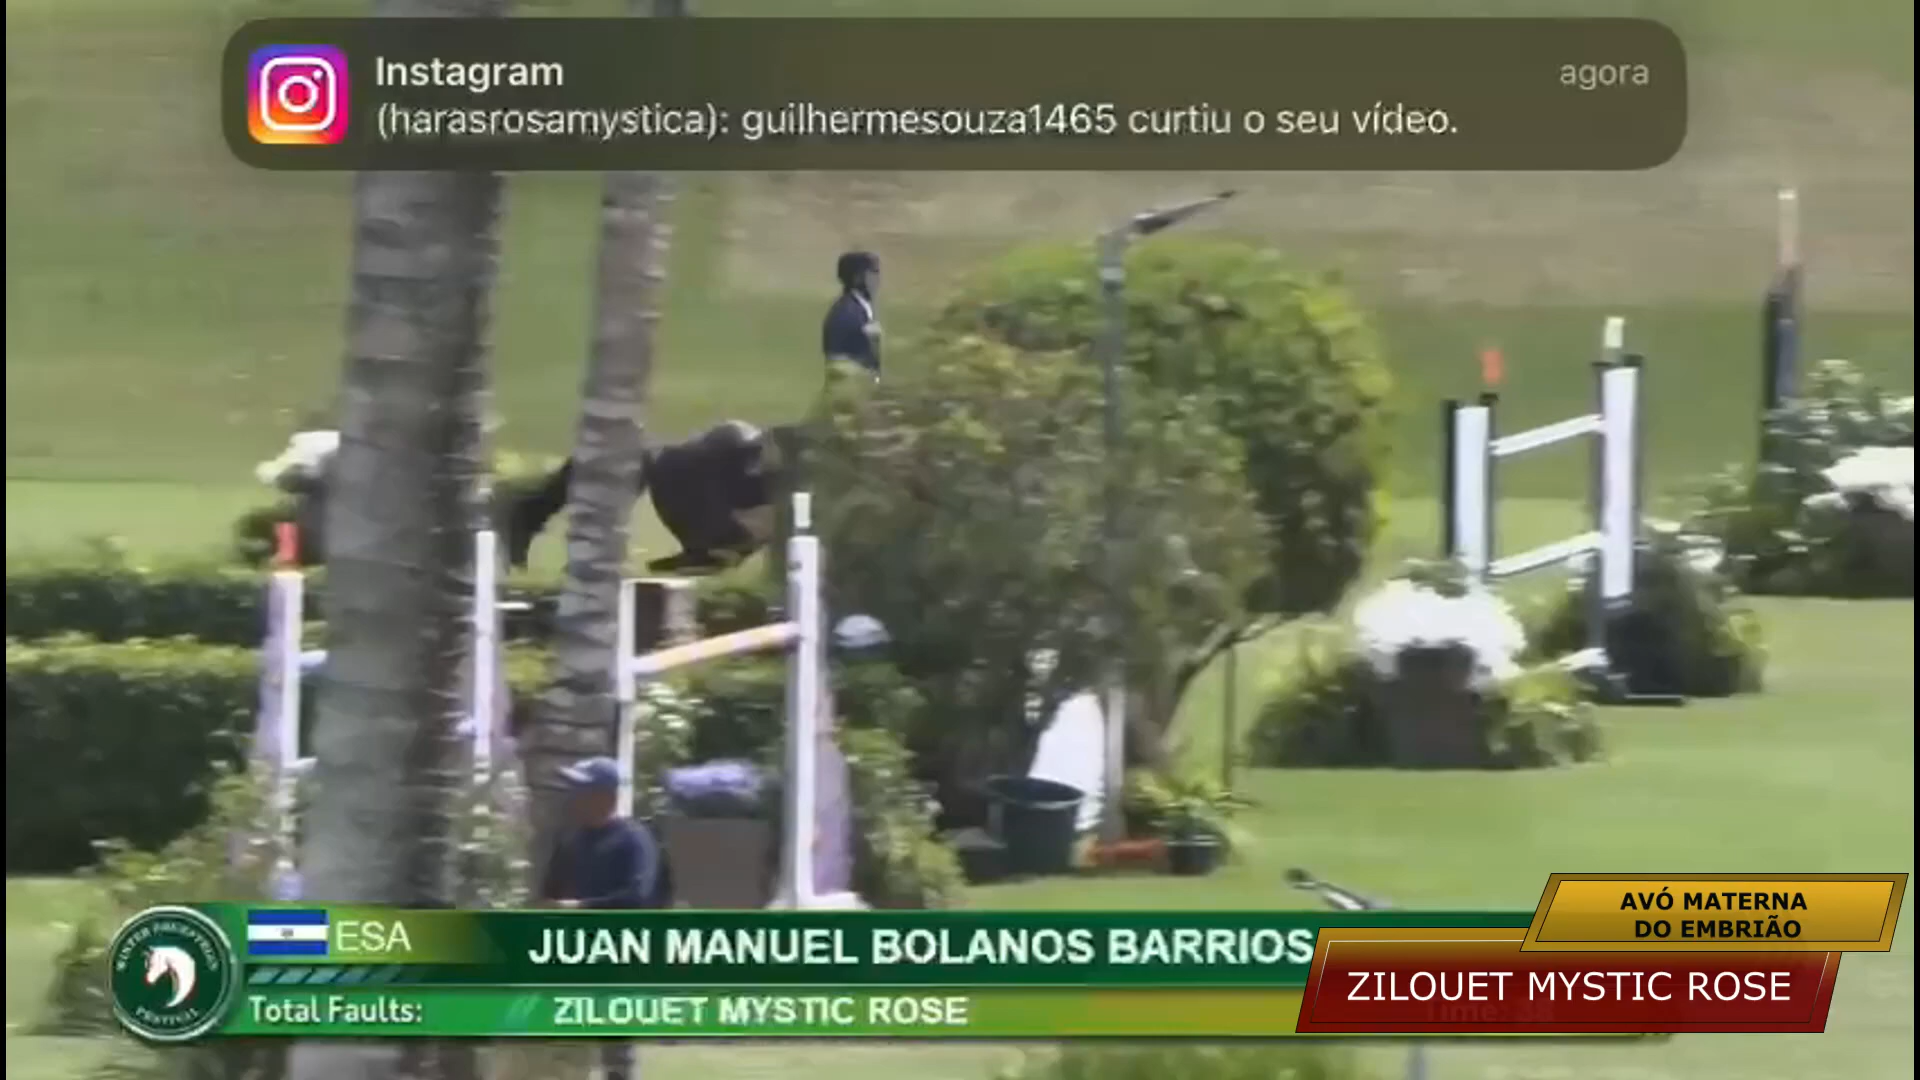 Instagram
agora
(harasrosamystica): guilhermesouza1465 curtiu o seu vídeo.
AVÓ MATERNA
DO EMBRIÃO
ESA
JUAN MANUEL BOLANOS BARRIOS
ZILOUET MYSTIC ROSE
Total Faults:
ZILOUET MYSTIC ROSE
FESTIVAL